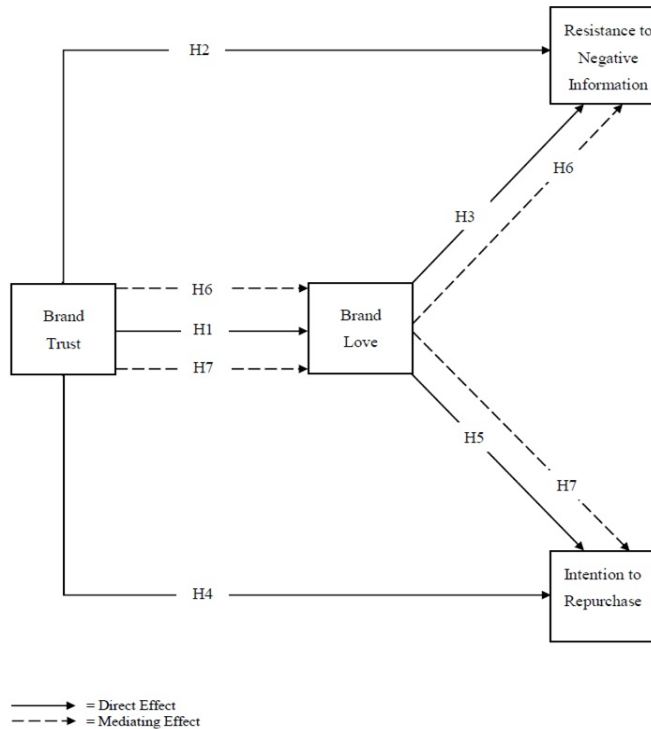 Resistance to
Negative
Information
H2
H6
H3
H6
Brand
Trust
H1
Brand
Love
H7
H5
H7
Intention to
Repurchase
H4
= Direct Effect
= Mediating Effect